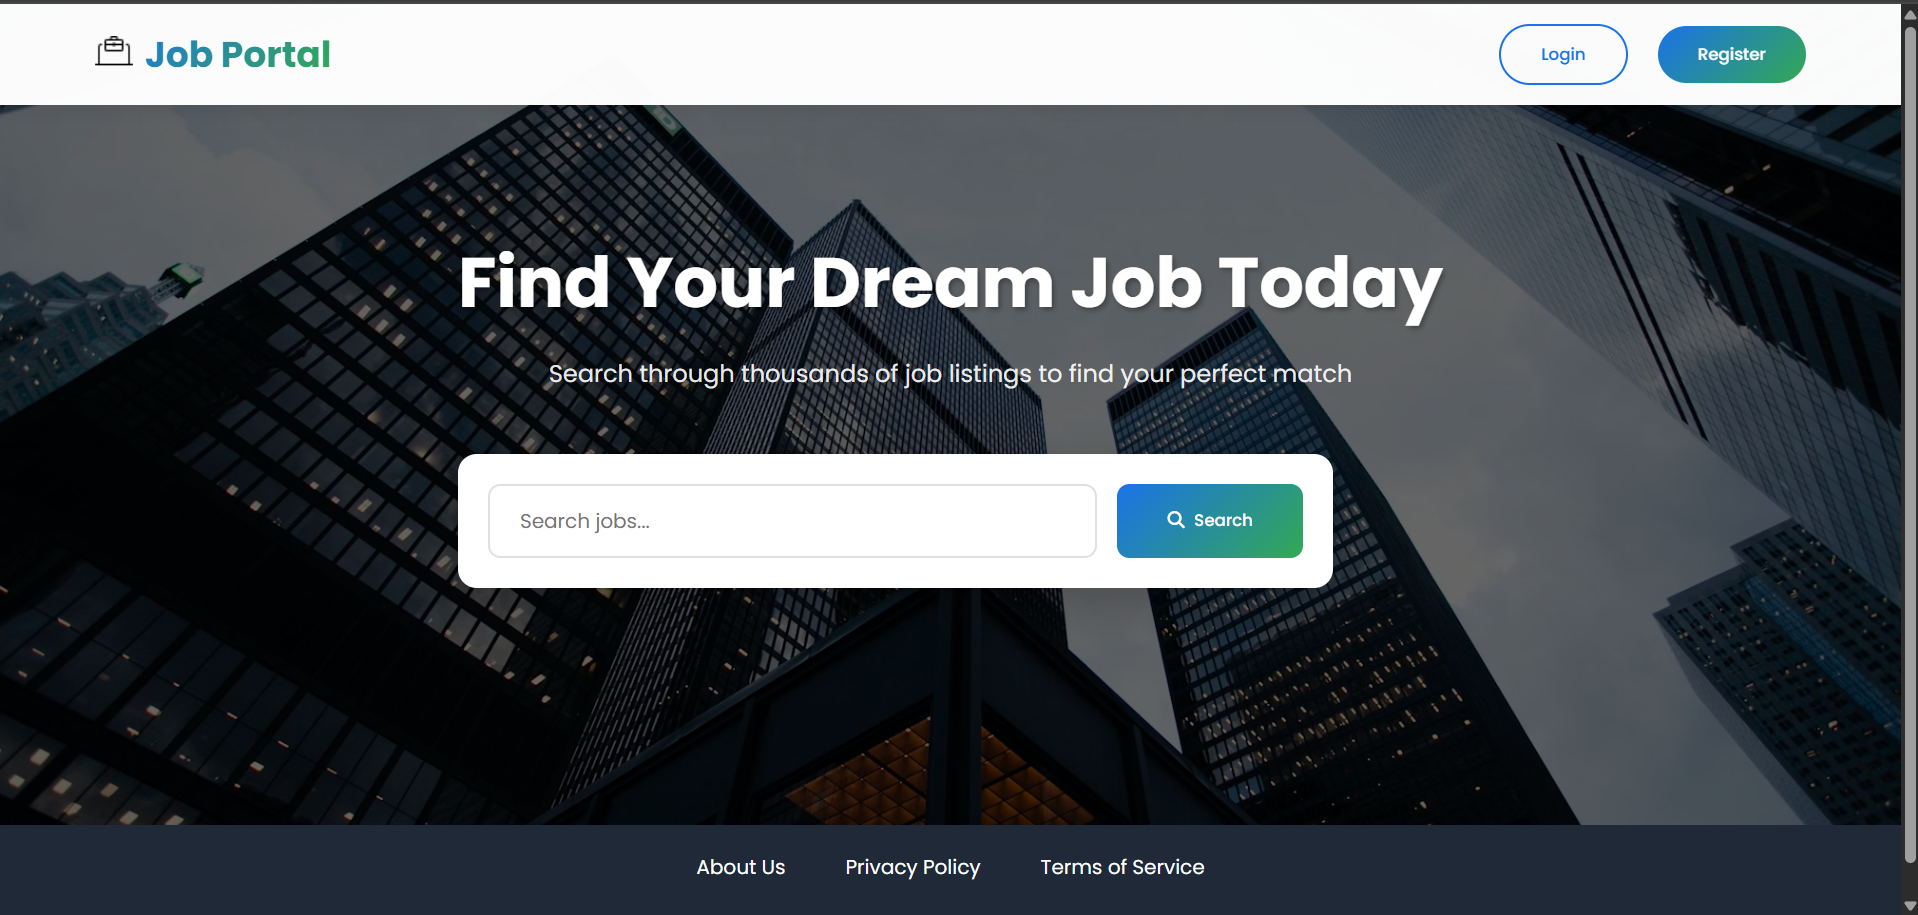 Job Portal
Login
Register
Find Your Dream Job Today
Search through thousands of job listings to find your perfect match
Search jobs...
Search
About Us
Privacy Policy
Terms of Service